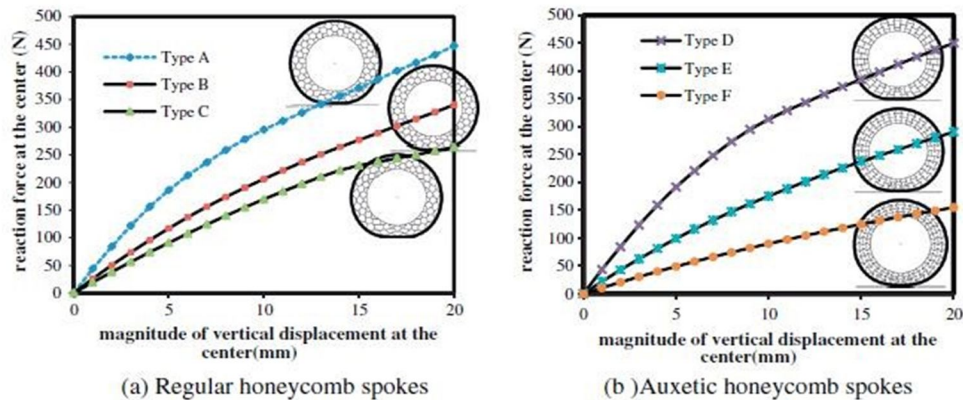 500
450
400
350
300
250
200
150
100
50
0
reaction force at the center (N)
Type A
Type B
Type C
0 5 10 15 20
magnitude of vertical displacement at the
center(mm)
(a) Regular honeycomb spokes
500
450
400
350
300
250
200
150
100
50
0
reaction force at the center (N)
Type D
Type E
Type F
0 5 10 15 20
magnitude of vertical displacement at the
center(mm)
(b )Auxetic honeycomb spokes